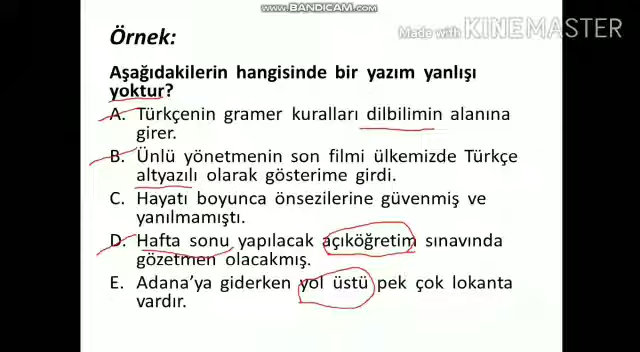 www.BANDICAM.com
Made with KINEMASTER
Örnek:
Aşağıdakilerin hangisinde bir yazım yanlışı
yoktur?
A. Türkçenin gramer kuralları dilbilimin alanına
girer.
B. Ünlü yönetmenin son filmi ülkemizde Türkçe
altyazılı olarak gösterime girdi.
C. Hayatı boyunca önsezilerine güvenmiş ve
yanılmamıştı.
D. Hafta sonu yapılacak açıköğretim sınavında
gözetmen olacakmış.
E. Adana’ya giderken yol üstü pek çok lokanta
vardır.